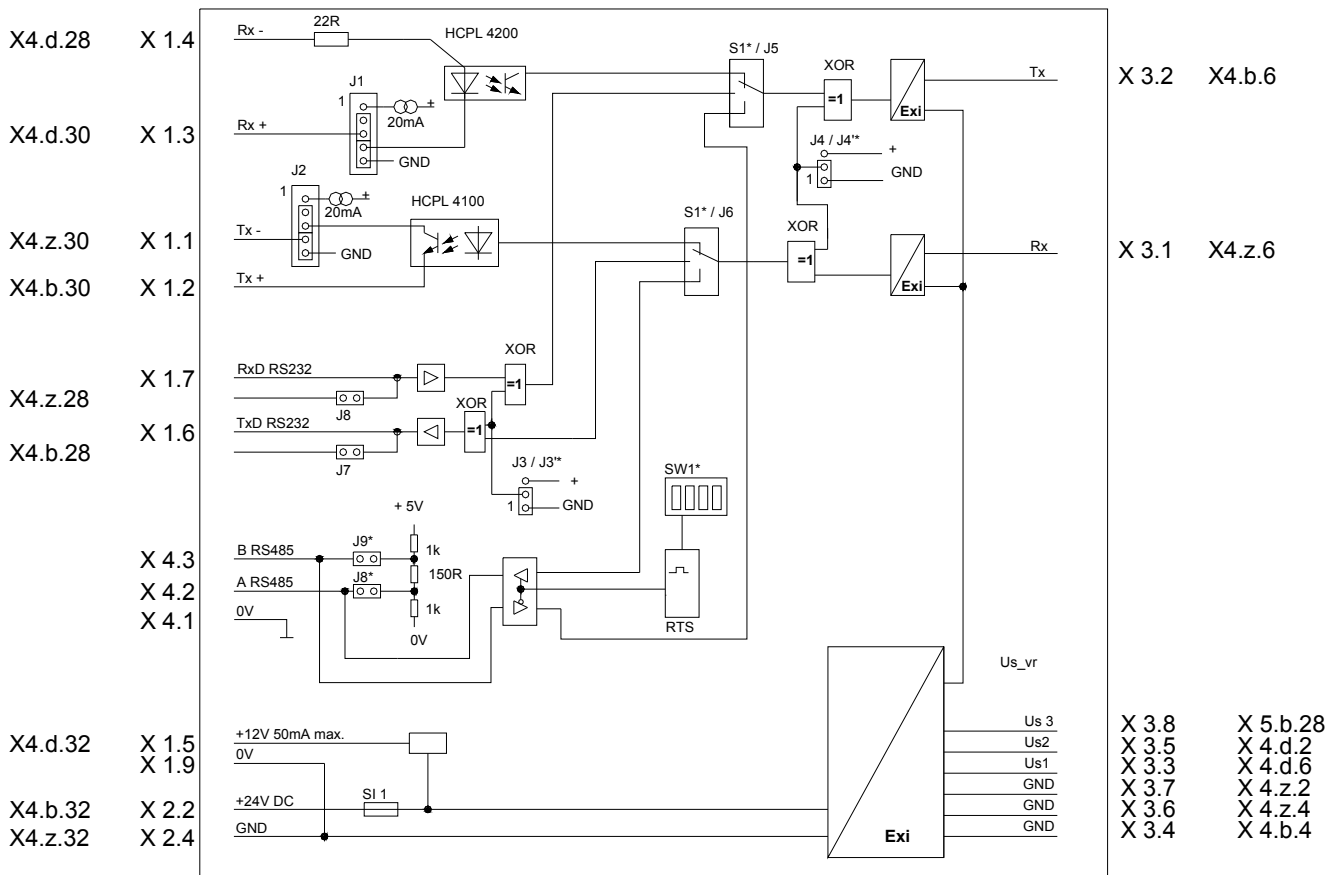 22R
HCPL 4200
X4.d.28 X 1.4 Rx -
S1* / J5
XOR
J1
Tx X 3.2 X4.b.6
1
+
=1
20mA
Exi
X4.d.30 X 1.3 Rx +
J4 / J4'*
+
GND
GND
J2
1
1
+
20mA
HCPL 4100
S1* / J6
XOR
X4.z.30 X 1.1 Tx -
GND
Rx X 3.1 X4.z.6
=1
X4.b.30 X 1.2 Tx +
Exi
XOR
X 1.7 RxD RS232
=1
X4.z.28
J8
XOR
X 1.6 TxD RS232
=1
X4.b.28
J7
J3 / J3'*
+
SW1*
1
GND
+ 5V
J9*
1k
X 4.3 B RS485
150R
J8*
X 4.2 A RS485
1k
X 4.1 0V
RTS
0V
Us_vr
Us 3 X 3.8 X 5.b.28
X4.d.32 X 1.5 +12V 50mA max.
Us2 X 3.5 X 4.d.2
X 1.9 0V
Us1 X 3.3 X 4.d.6
GND X 3.7 X 4.z.2
X4.b.32 X 2.2 +24V DC
SI 1
GND X 3.6 X 4.z.4
X4.z.32 X 2.4 GND
GND X 3.4 X 4.b.4
Exi